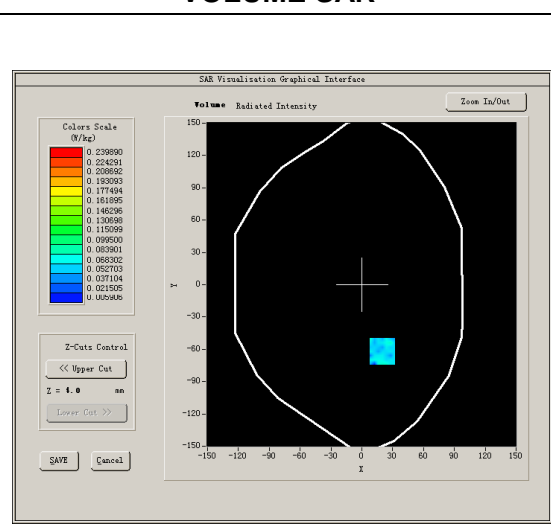 VOLUME SAR
SAR Visualisation Graphical Interface
Volume Radiated Intensity
Zoom In/Out
Colors Scale
(W/kg)
0.239890
0.224291
0.208692
0.193093
0.177494
0.161895
0.146296
0.130698
0.115099
0.099500
0.083901
0.068302
0.052703
0.037104
0.021505
0.005906
Z-Cuts Control
<< Upper Cut
Z = 4.0 mm
Lower Cut >>
SAVE
Cancel
150
120
90
60
30
0
-30
-60
-90
-120
-150
Y
-150 -120 -90 -60 -30 0 30 60 90 120 150
X